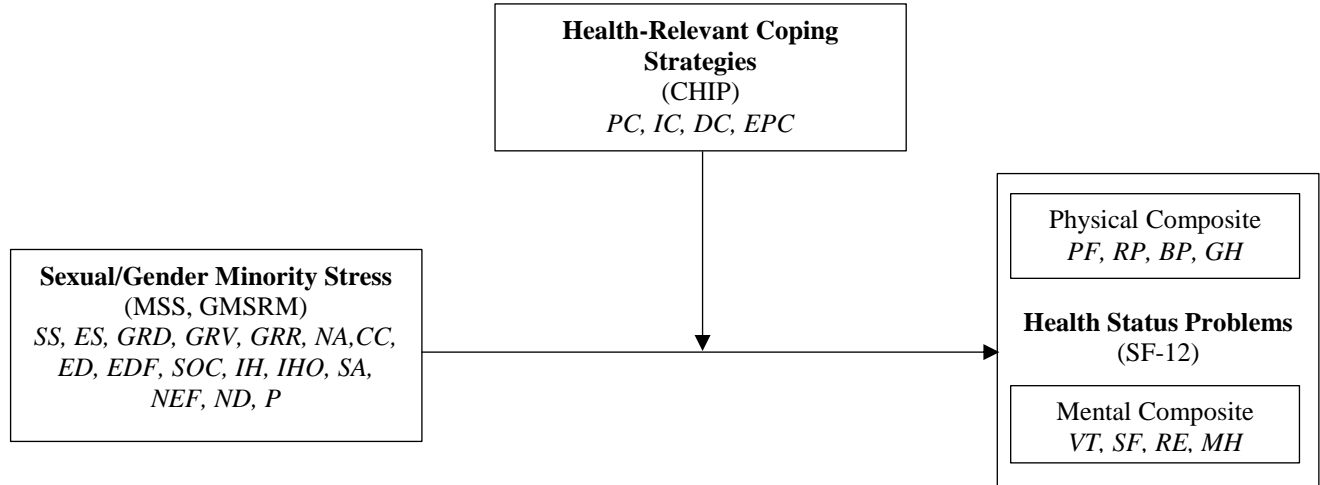 Health-Relevant Coping
Strategies
(CHIP)
PC, IC, DC, EPC
Sexual/Gender Minority Stress
(MSS, GMSRM)
SS, ES, GRD, GRV, GRR, NA,CC,
ED, EDF, SOC, IH, IHO, SA,
NEF, ND, P
Physical Composite
PF, RP, BP, GH
Health Status Problems
(SF-12)
Mental Composite
VT, SF, RE, MH